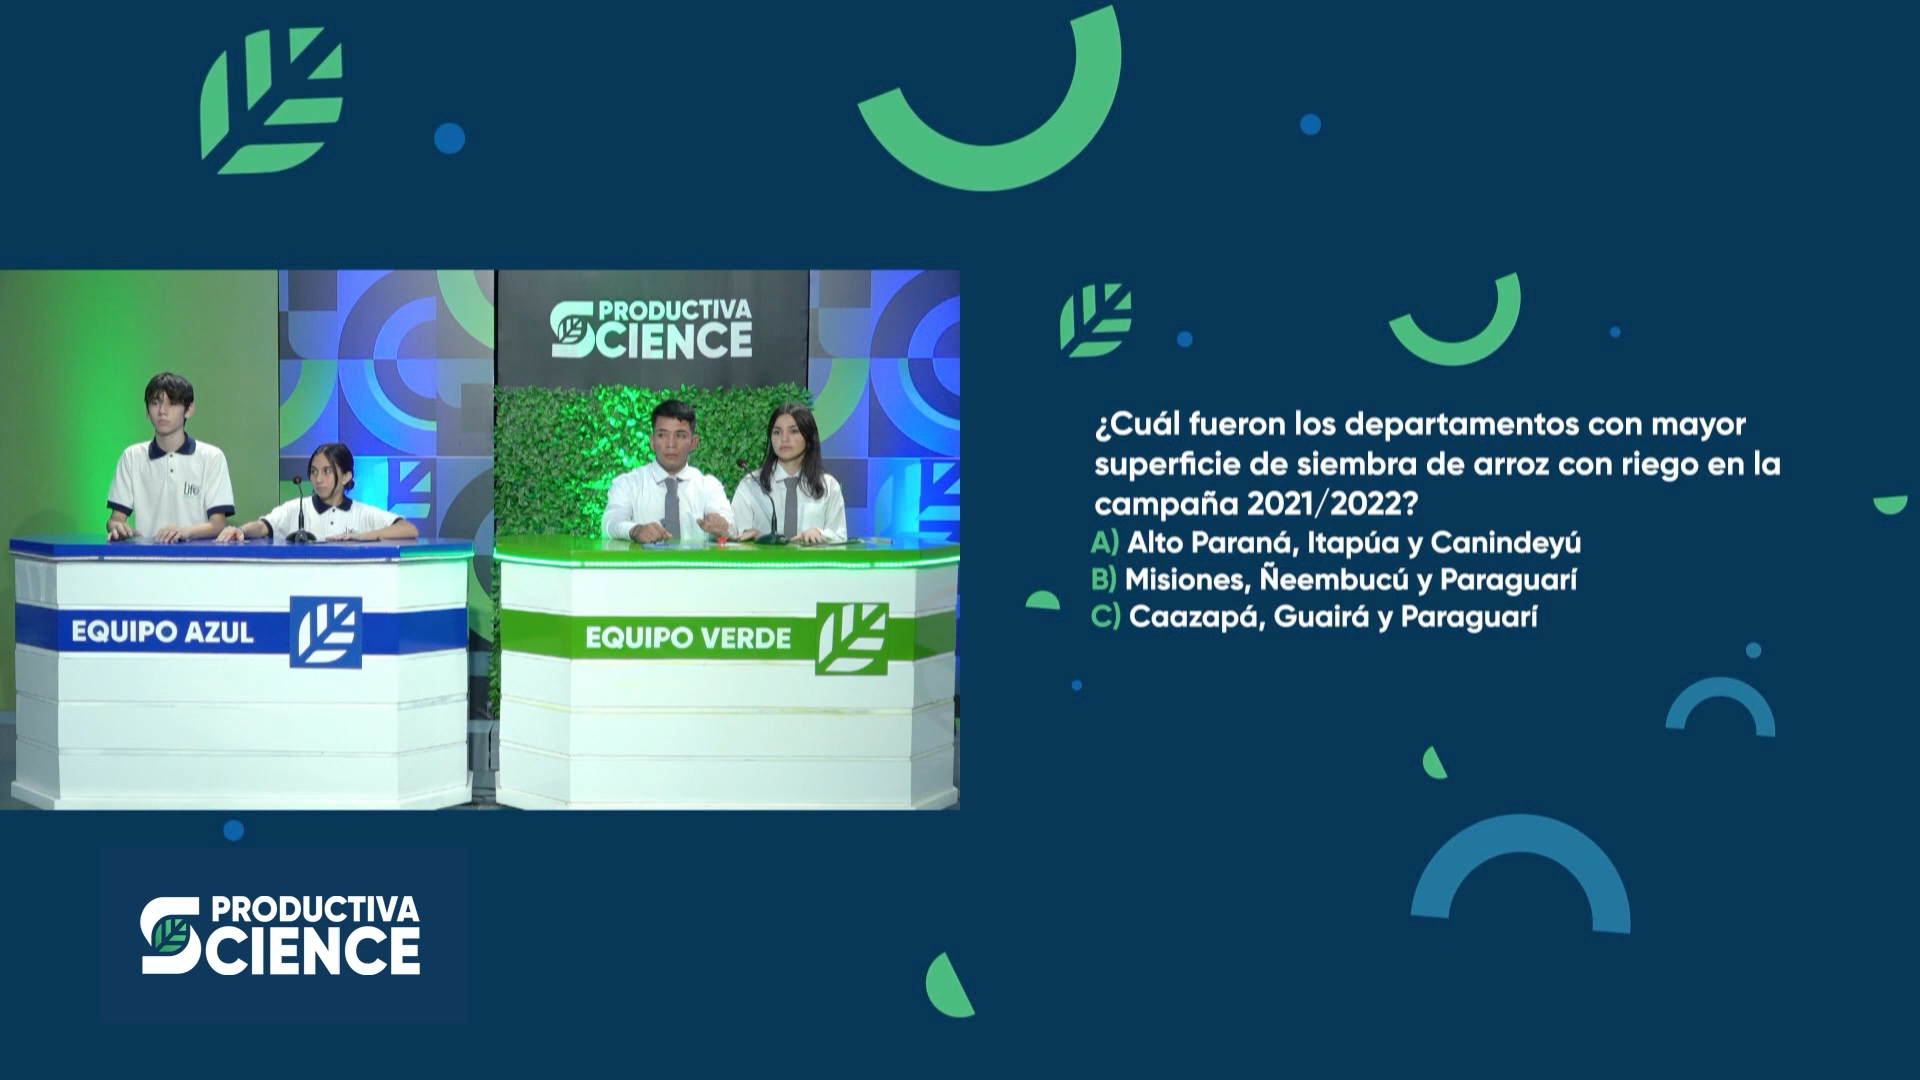 PRODUCTIVA
SCIENCE
Life
EQUIPO AZUL
EQUIPO VERDE
¿Cuál fueron los departamentos con mayor
superficie de siembra de arroz con riego en la
campaña 2021/2022?
A) Alto Paraná, Itapúa y Canindeyú
B) Misiones, Ñeembucú y Paraguarí
C) Caazapá, Guairá y Paraguarí
PRODUCTIVA
SCIENCE